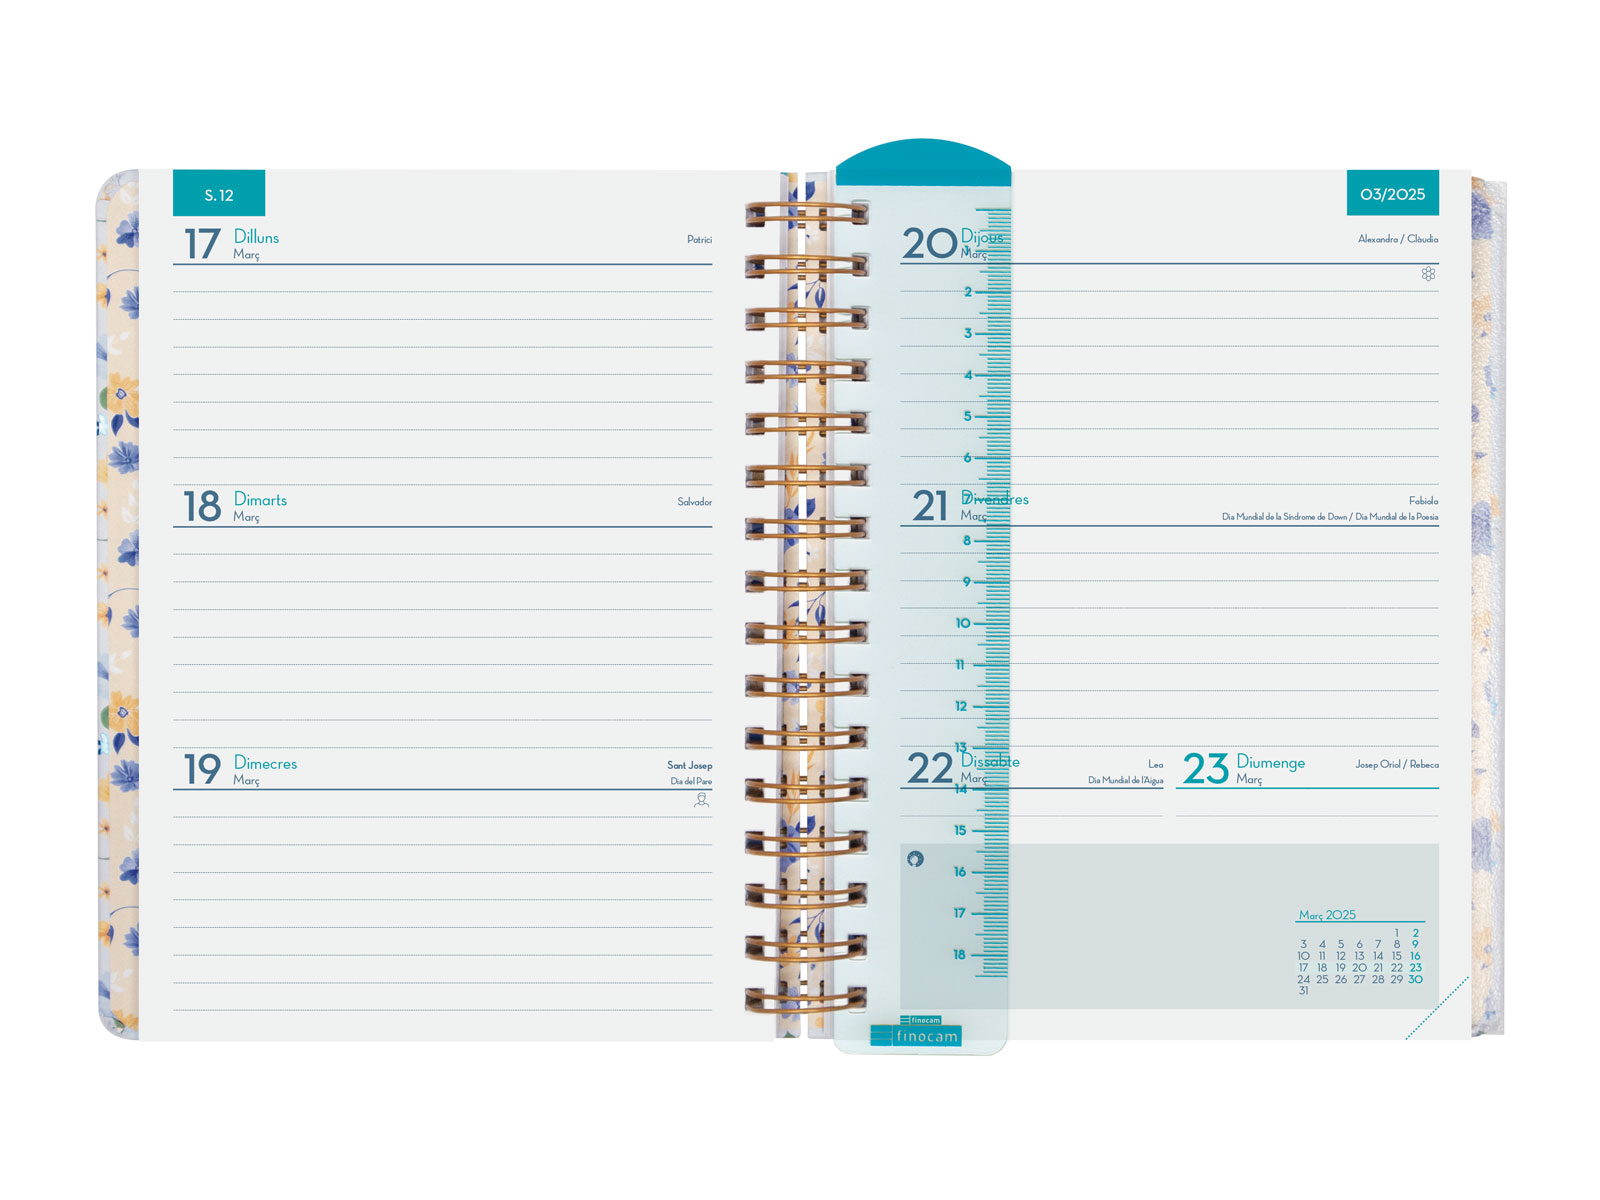 S. 12
17 Dilluns Patrici
Març
18 Dimarts Salvador
Març
19 Dimecres Sant Josep
Març Dia del Pare
03/2025
20 Dijous Alexandra / Clàudia
Març
21 Divendres Fabiola
Març Dia Mundial de la Síndrome de Down / Dia Mundial de la Poesia
22 Dissabte Lea
Març Dia Mundial de l'Aigua
23 Diumenge Josep Oriol / Rebeca
Març
1
2
3
4
5
6
7
8
9
10
11
12
13
14
15
16
17
18
Març 2025
1 2
3 4 5 6 7 8 9
10 11 12 13 14 15 16
17 18 19 20 21 22 23
24 25 26 27 28 29 30
31
finocam
finocam